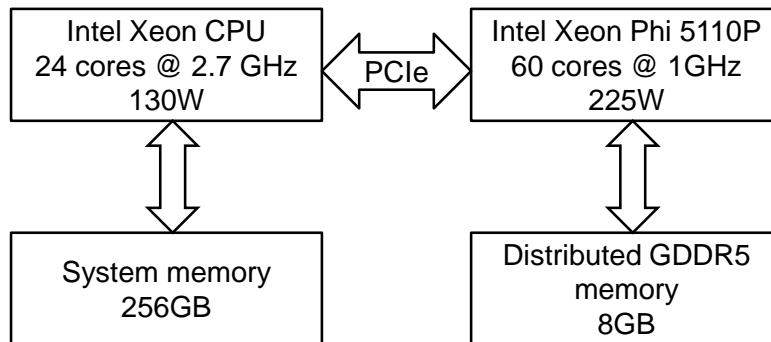 Intel Xeon CPU
24 cores @ 2.7 GHz
130W
PCIe
Intel Xeon Phi 5110P
60 cores @ 1GHz
225W
System memory
256GB
Distributed GDDR5
memory
8GB